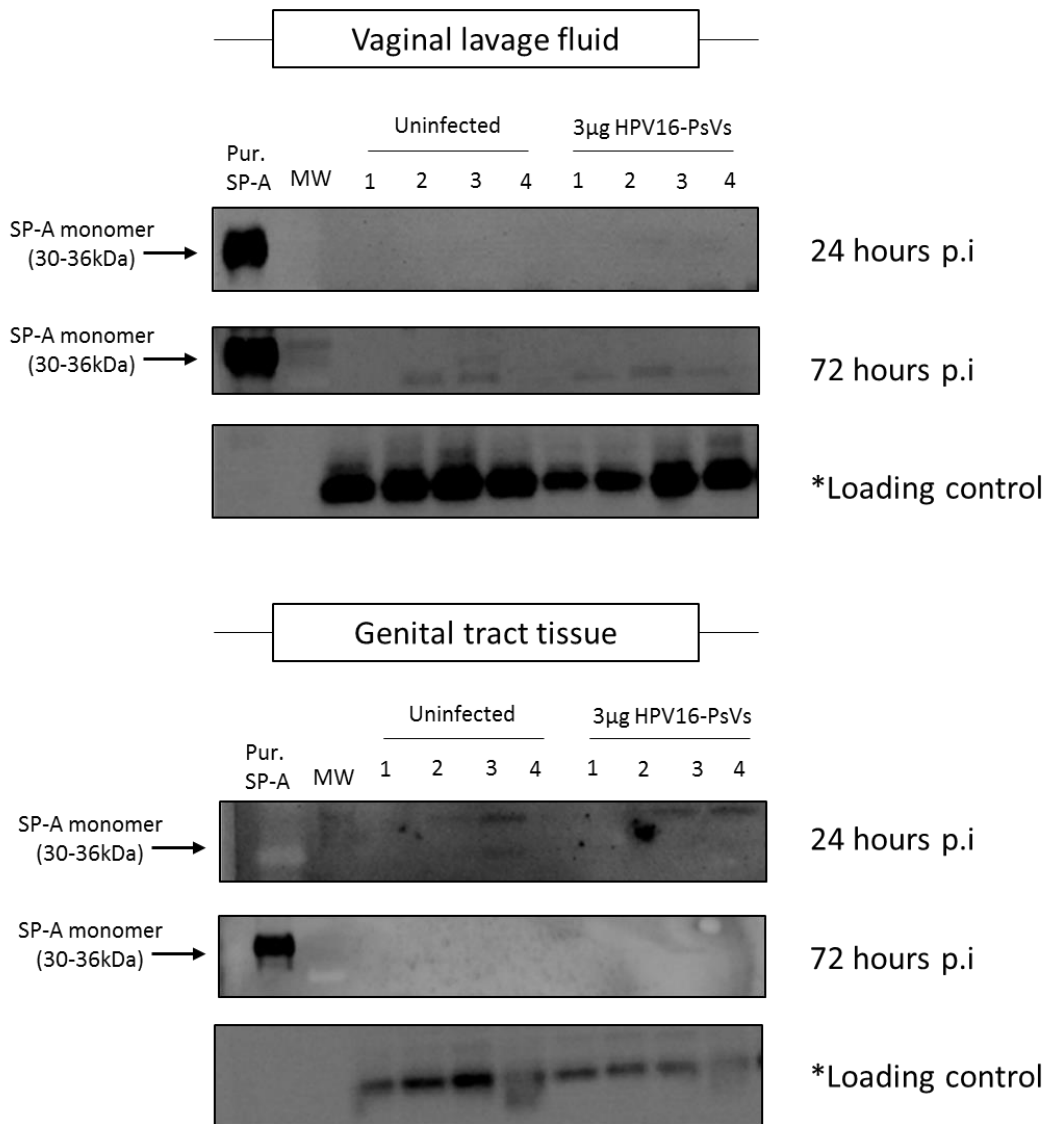 Vaginal lavage fluid
Uninfected 3µg HPV16-PsVs
Pur.
SP-A MW 1 2 3 4 1 2 3 4
SP-A monomer
(30-36kDa)
24 hours p.i
SP-A monomer
(30-36kDa)
72 hours p.i
*Loading control
Genital tract tissue
Uninfected 3µg HPV16-PsVs
Pur.
SP-A MW 1 2 3 4 1 2 3 4
SP-A monomer
(30-36kDa)
24 hours p.i
SP-A monomer
(30-36kDa)
72 hours p.i
*Loading control